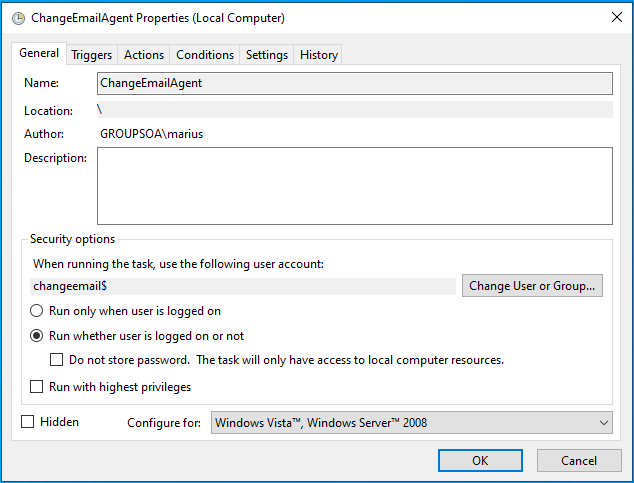 ChangeEmailAgent Properties (Local Computer)
General Triggers Actions Conditions Settings History
Name: ChangeEmailAgent
Location: \
Author: GROUPSOA\marius
Description:
Security options
When running the task, use the following user account:
changeemail$ Change User or Group...
Run only when user is logged on
Run whether user is logged on or not
Do not store password. The task will only have access to local computer resources.
Run with highest privileges
Hidden Configure for: Windows Vista™, Windows Server™ 2008
OK Cancel